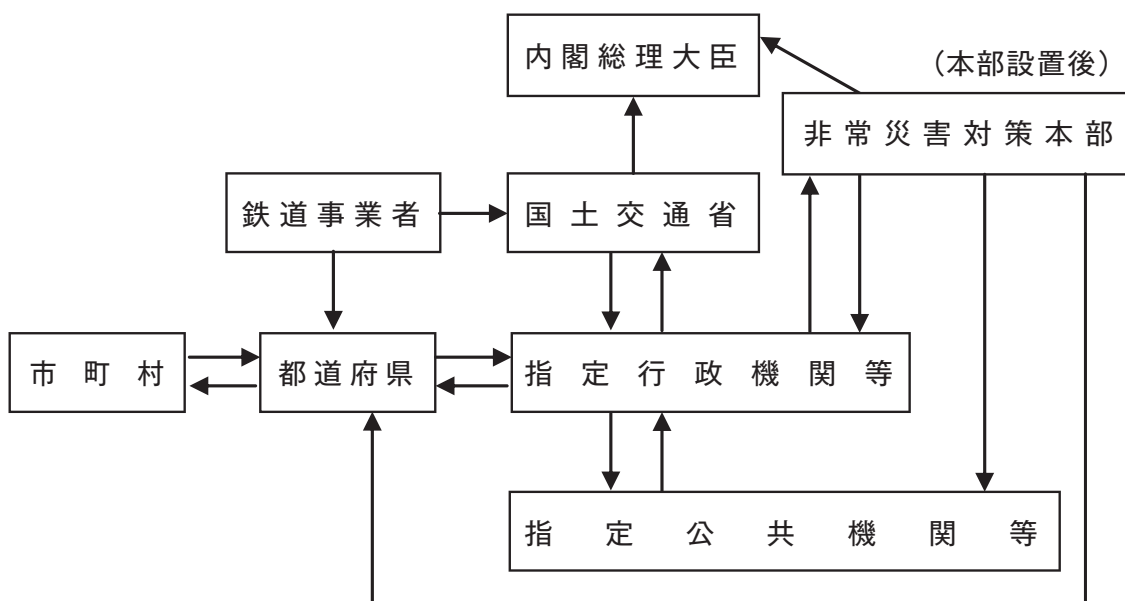 内閣総理大臣
(本部設置後)
非常災害対策本部
鉄道事業者
国土交通省
市町村
都道府県
指定行政機関等
指定公共機関等